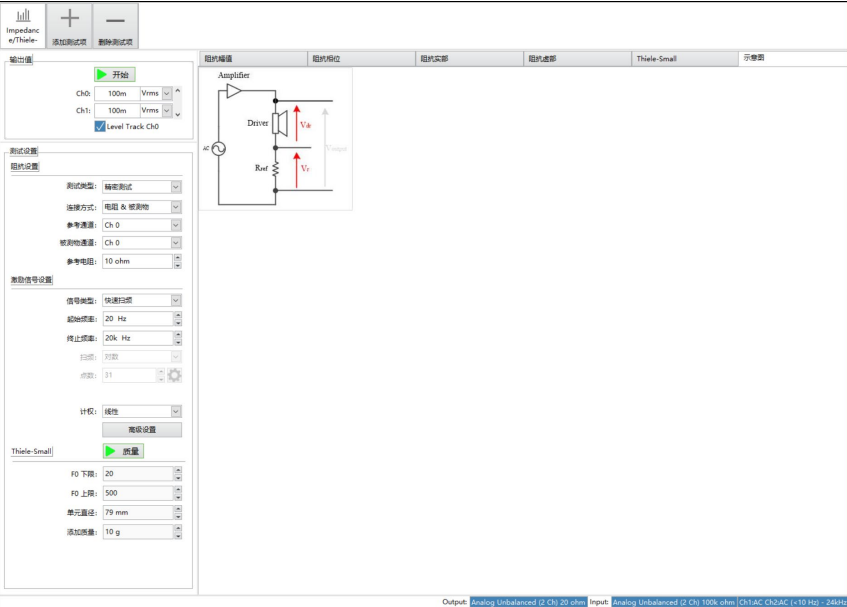 Impedanc
e/Thiele-
添加测试项
删除测试项
输出值
开始
Ch0: 100m Vrms
Ch1: 100m Vrms
Level Track Ch0
测试设置
阻抗设置
测试类型: 精密测试
连接方式: 电阻 & 被测物
参考通道: Ch 0
被测物通道: Ch 0
参考电阻: 10 ohm
激励信号设置
信号类型: 快速扫频
起始频率: 20 Hz
终止频率: 20k Hz
扫频: 对数
点数: 31
计权: 线性
高级设置
Thiele-Small
质量
F0 下限: 20
F0 上限: 500
单元直径: 79 mm
添加质量: 10 g
阻抗幅值 阻抗相位 阻抗实部 阻抗虚部 Thiele-Small 示意图
Amplifier
Driver
Vdr
Voutput
AC
Rref
Vr
Output: Analog Unbalanced (2 Ch) 20 ohm Input: Analog Unbalanced (2 Ch) 100k ohm Ch1:AC Ch2:AC (<10 Hz) - 24kHz